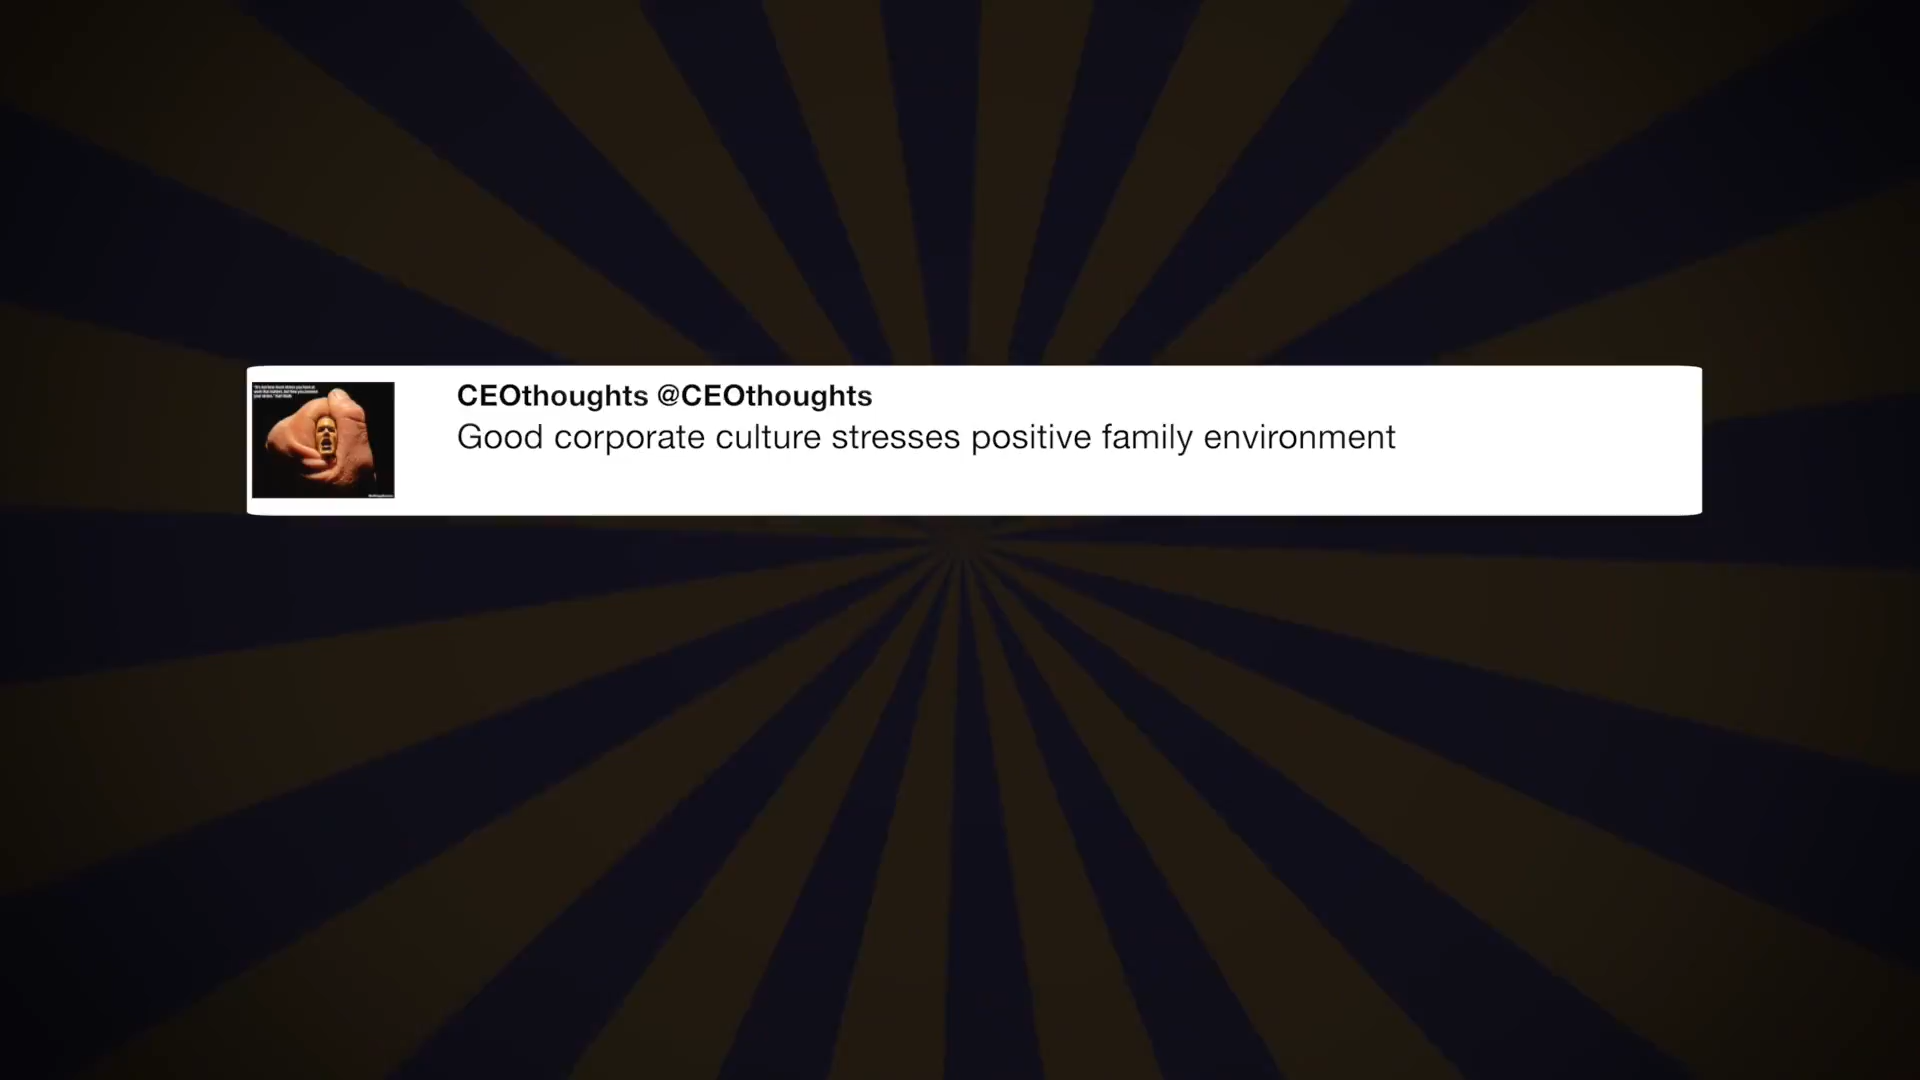 CEOthoughts @CEOthoughts
Good corporate culture stresses positive family environment